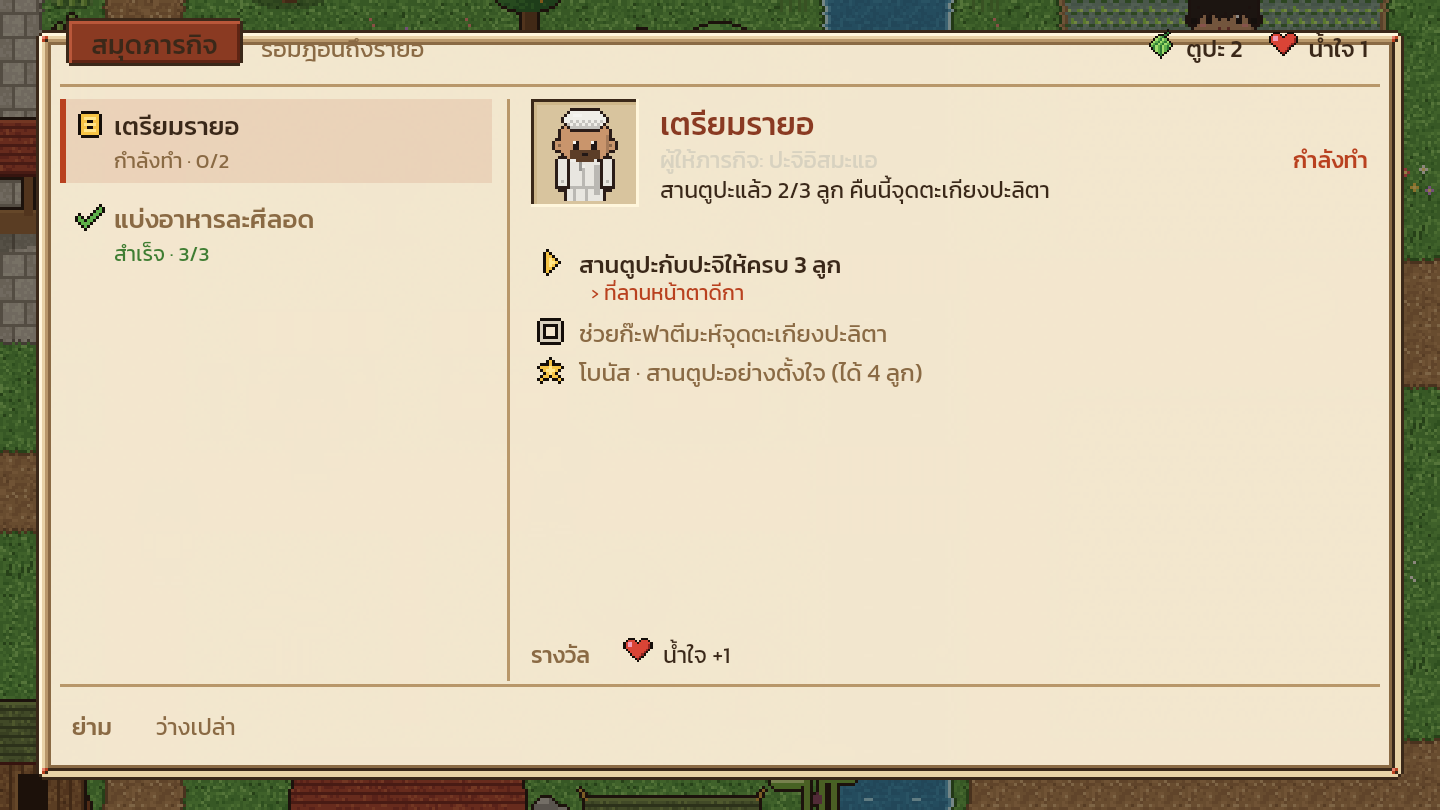 สมุดภารกิจ
รอมฎอนถึงรายอ
ตูปะ 2
น้ำใจ 1
เตรียมรายอ
กำลังทำ · 0/2
แบ่งอาหารละศีลอด
สำเร็จ · 3/3
เตรียมรายอ
ผู้ให้ภารกิจ: ปะจิอิสมะแอ
กำลังทำ
สานตูปะแล้ว 2/3 ลูก คืนนี้จุดตะเกียงปะลิตา
สานตูปะกับปะจิให้ครบ 3 ลูก
› ที่ลานหน้าตาดีกา
ช่วยก๊ะฟาตีมะห์จุดตะเกียงปะลิตา
โบนัส · สานตูปะอย่างตั้งใจ (ได้ 4 ลูก)
รางวัล
น้ำใจ +1
ย่าม
ว่างเปล่า